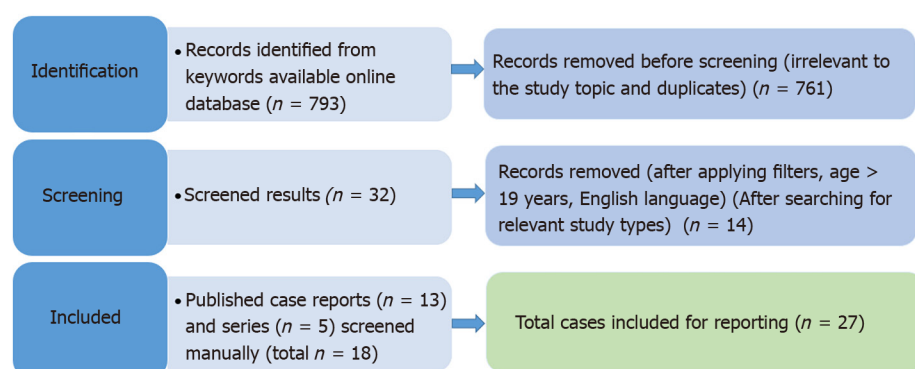 Identification
• Records identified from
keywords available online
database (n = 793)
Records removed before screening (irrelevant to
the study topic and duplicates) (n = 761)
Screening
• Screened results (n = 32)
Records removed (after applying filters, age >
19 years, English language) (After searching for
relevant study types) (n = 14)
Included
• Published case reports (n = 13)
and series (n = 5) screened
manually (total n = 18)
Total cases included for reporting (n = 27)